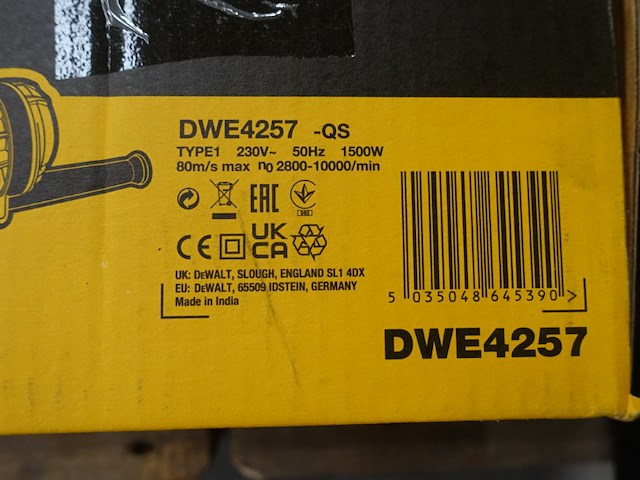 DWE4257 -QS
TYPE1 230V~ 50Hz 1500W
80m/s max n0 2800-10000/min
EAC
CE UK CA
UK: DEWALT, SLOUGH, ENGLAND SL1 4DX
EU: DEWALT, 65509 IDSTEIN, GERMANY
Made in India
5 035048 645390 >
DWE4257